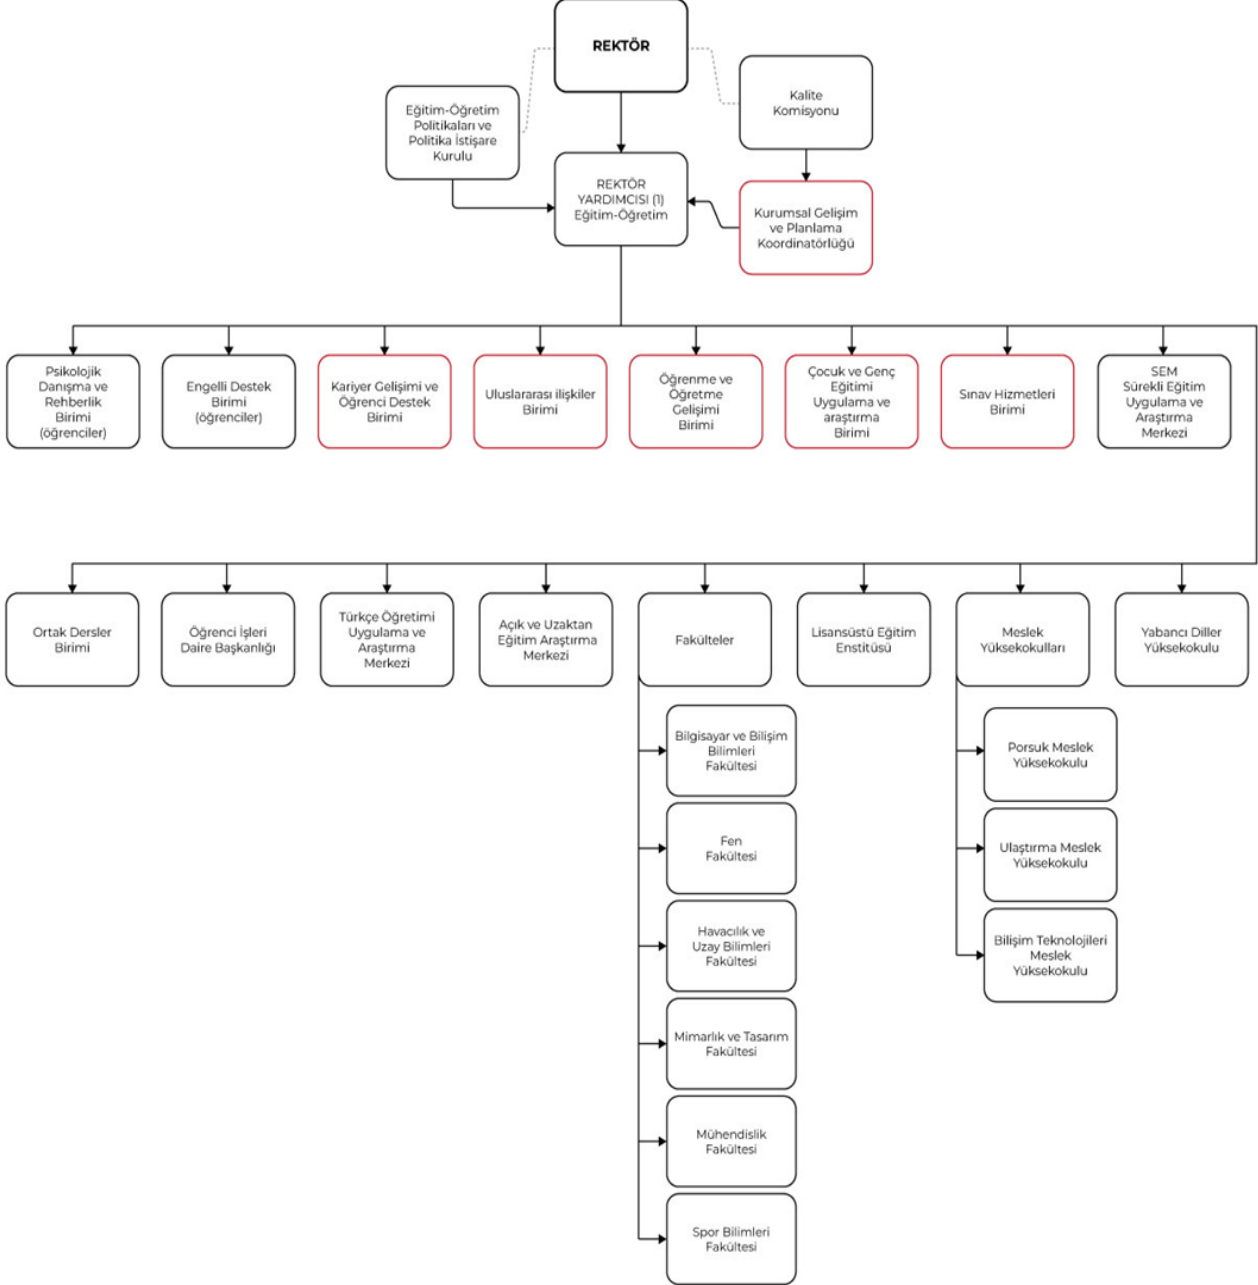 REKTÖR
Kalite
Komisyonu
Eğitim-Öğretim
Politikaları ve
Politika İstişare
Kurulu
REKTÖR
YARDIMCISI (1)
Eğitim-Öğretim
Kurumsal Gelişim
ve Planlama
Koordinatörlüğü
Psikolojik
Danışma ve
Rehberlik
Birimi
(öğrenciler)
Engelli Destek
Birimi
(öğrenciler)
Kariyer Gelişimi ve
Öğrenci Destek
Birimi
Uluslararası ilişkiler
Birimi
Öğrenme ve
Öğretme
Gelişimi
Birimi
Çocuk ve Genç
Eğitimi
Uygulama ve
araştırma
Birimi
Sınav Hizmetleri
Birimi
SEM
Sürekli Eğitim
Uygulama ve
Araştırma
Merkezi
Ortak Dersler
Birimi
Öğrenci İşleri
Daire Başkanlığı
Türkçe Öğretimi
Uygulama ve
Araştırma
Merkezi
Açık ve Uzaktan
Eğitim Araştırma
Merkezi
Fakülteler
Lisansüstü Eğitim
Enstitüsü
Meslek
Yüksekokulları
Yabancı Diller
Yüksekokulu
Bilgisayar ve Bilişim
Bilimleri
Fakültesi
Fen
Fakültesi
Havacılık ve
Uzay Bilimleri
Fakültesi
Mimarlık ve Tasarım
Fakültesi
Mühendislik
Fakültesi
Spor Bilimleri
Fakültesi
Porsuk Meslek
Yüksekokulu
Ulaştırma Meslek
Yüksekokulu
Bilişim Teknolojileri
Meslek
Yüksekokulu